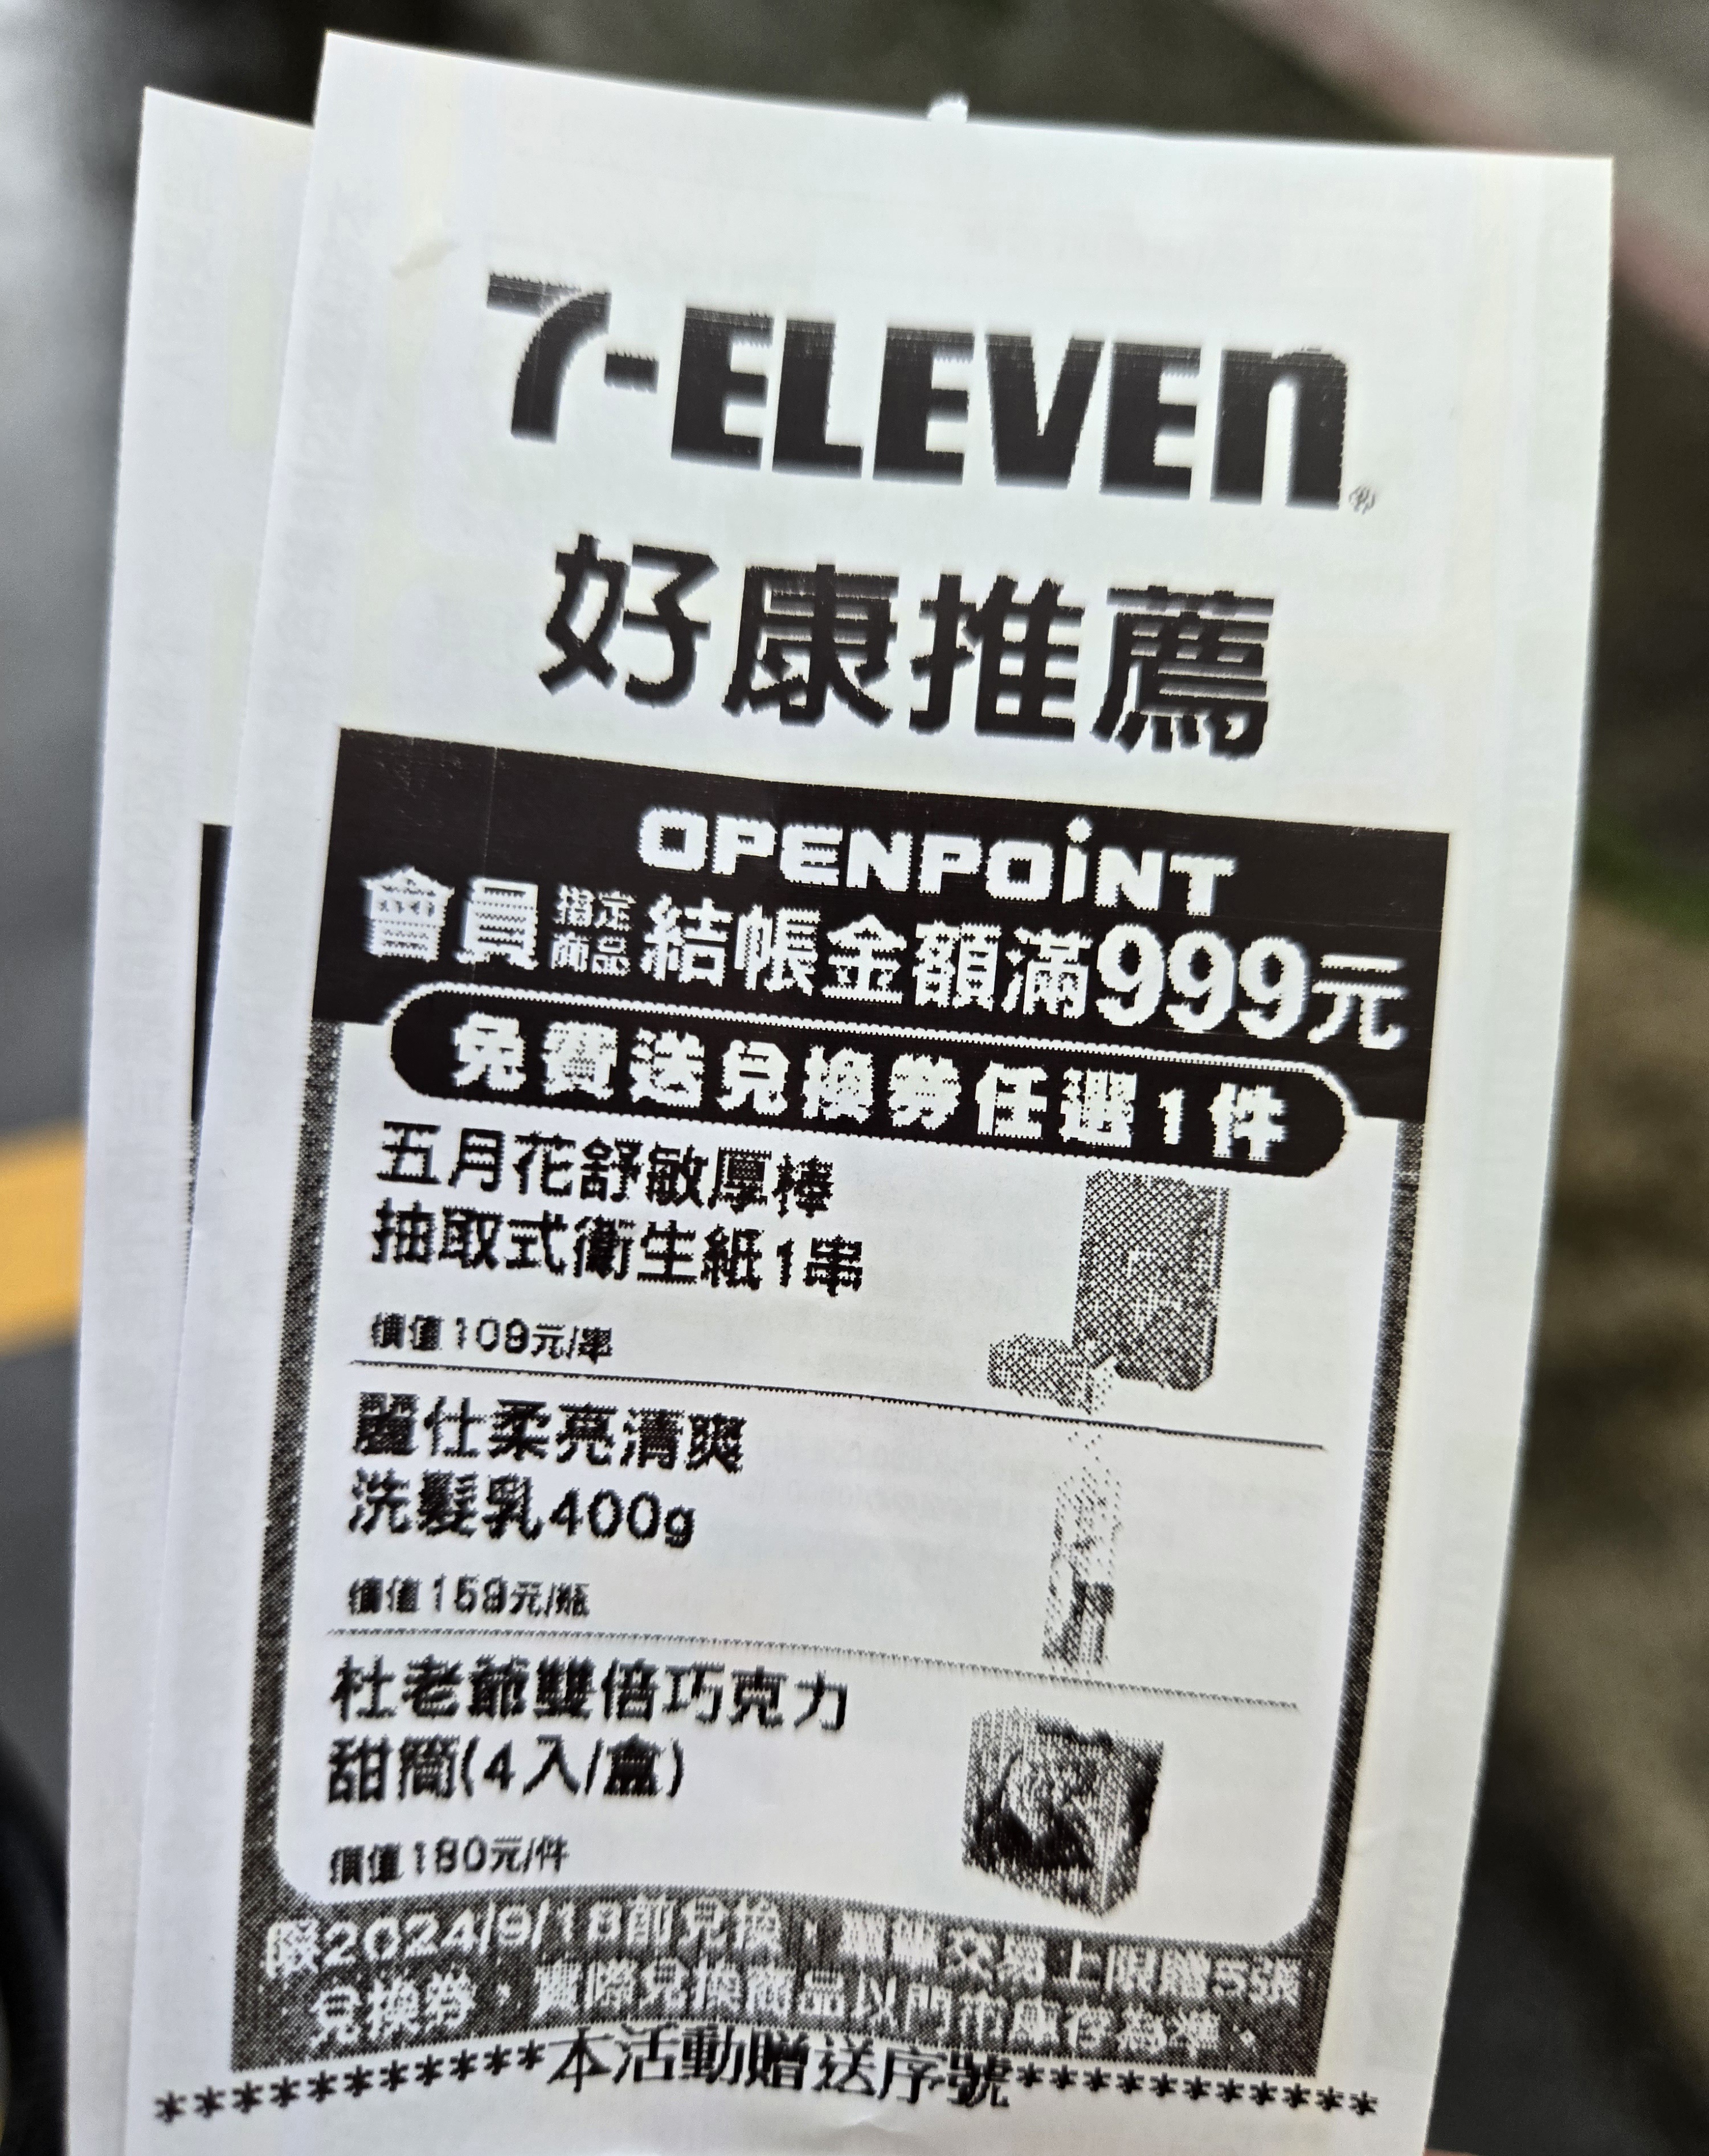 7-ELEVEn
®
好康推薦
OPENPOiNT
會員指定商品結帳金額滿999元
免費送兌換券任選1件
五月花舒敏厚棒
抽取式衛生紙1串
價值109元/串
麗仕柔亮清爽
洗髮乳400g
價值159元/瓶
杜老爺雙倍巧克力
甜筒(4入/盒)
價值180元/件
限2024/9/18前兌換，單筆交易上限贈5張
兌換券，實際兌換商品以門市庫存為準。
***********本活動贈送序號***********